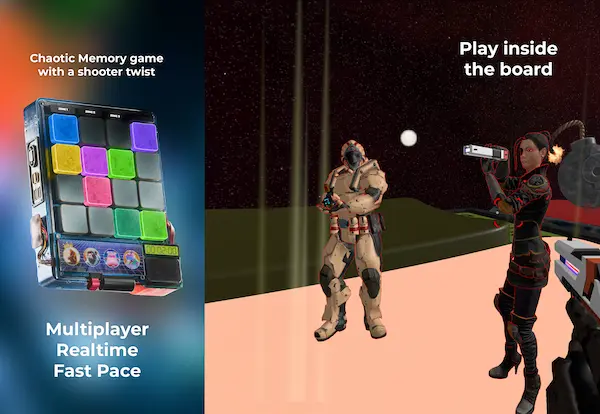 Chaotic Memory game
with a shooter twist
Multiplayer
Realtime
Fast Pace
Play inside
the board